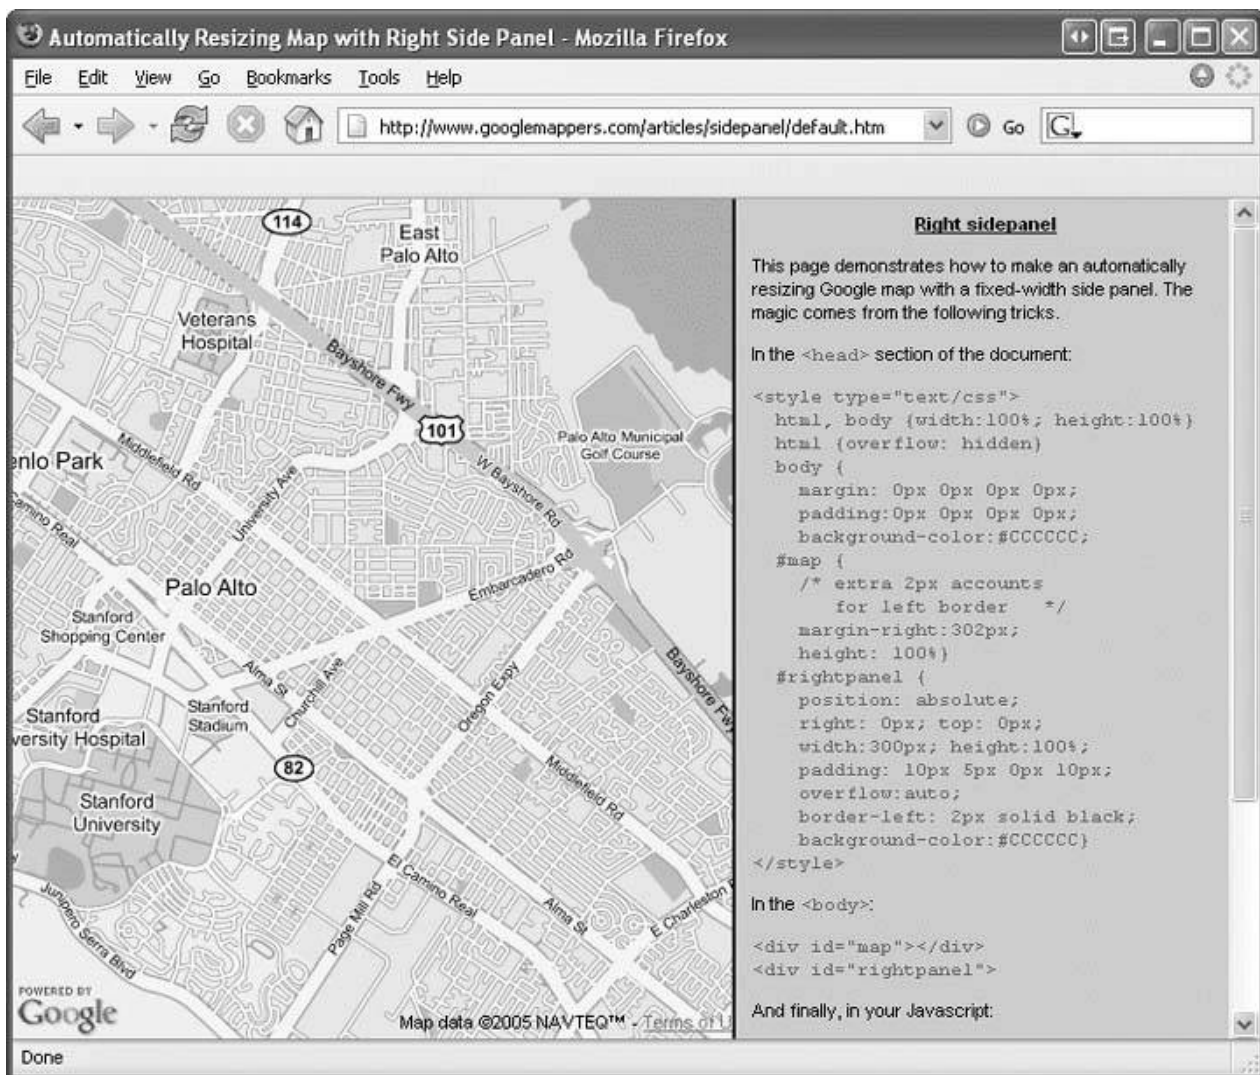 Automatically Resizing Map with Right Side Panel - Mozilla Firefox
File Edit View Go Bookmarks Tools Help
http://www.googlemappers.com/articles/sidepanel/default.htm Go G
114
East
Palo Alto
Veterans
Hospital
Bayshore Fwy
101
Palo Alto Municipal
Golf Course
W Bayshore Rd
enlo Park
Middlefield Rd
University Ave
Camino Real
Embarcadero Rd
Palo Alto
Stanford
Shopping Center
Alma St
Churchill Ave
Oregon Expy
Bayshore Fwy
Stanford
Stadium
Stanford
versity Hospital
82
Middlefield Rd
Stanford
University
El Camino Real
Alma St
E Charleston
Page Mill Rd
Junipero Serra Blvd
POWERED BY
Google
Map data ©2005 NAVTEQ™ - Terms of U
Right sidepanel
This page demonstrates how to make an automatically
resizing Google map with a fixed-width side panel. The
magic comes from the following tricks.
In the <head> section of the document:
<style type="text/css">
html, body {width:100%; height:100%}
html {overflow: hidden}
body {
margin: 0px 0px 0px 0px;
padding:0px 0px 0px 0px;
background-color:#CCCCCC;
#map {
/* extra 2px accounts
for left border */
margin-right:302px;
height: 100%}
#rightpanel {
position: absolute;
right: 0px; top: 0px;
width:300px; height:100%;
padding: 10px 5px 0px 10px;
overflow:auto;
border-left: 2px solid black;
background-color:#CCCCCC}
</style>
In the <body>:
<div id="map"></div>
<div id="rightpanel">
And finally, in your Javascript:
Done